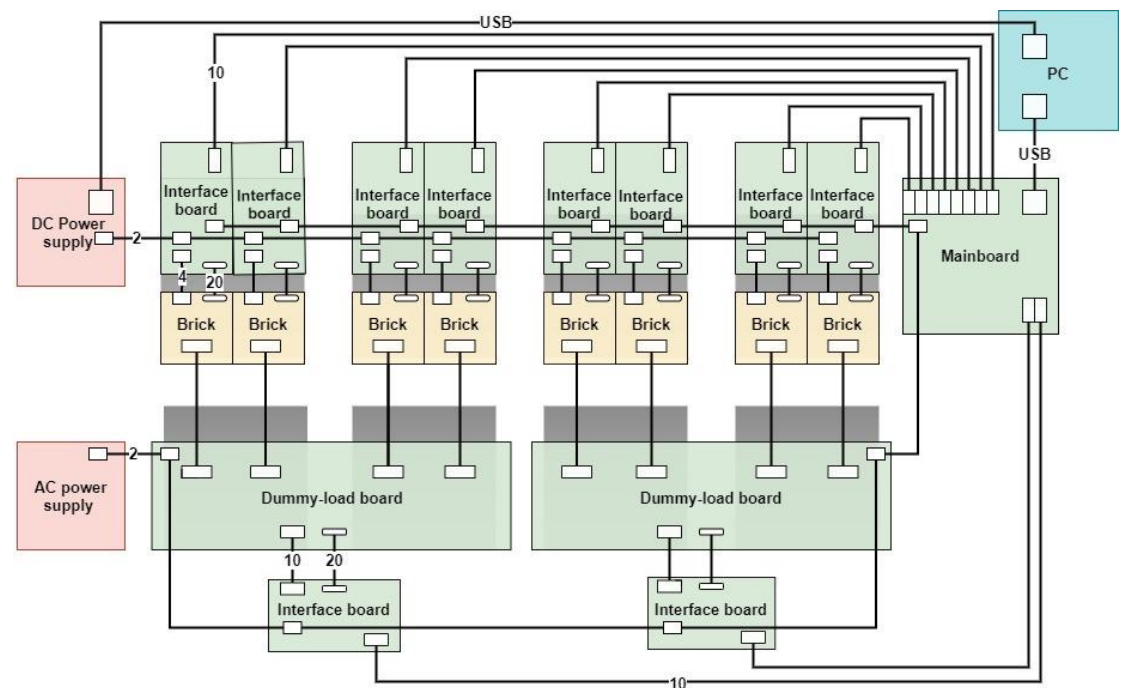 USB
PC
10
USB
Interface
board
Interface
board
Interface
board
Interface
board
Interface
board
Interface
board
Interface
board
Interface
board
DC Power
supply
2
Mainboard
4
20
Brick
Brick
Brick
Brick
Brick
Brick
Brick
Brick
AC power
supply
2
Dummy-load board
Dummy-load board
10
20
Interface board
Interface board
10